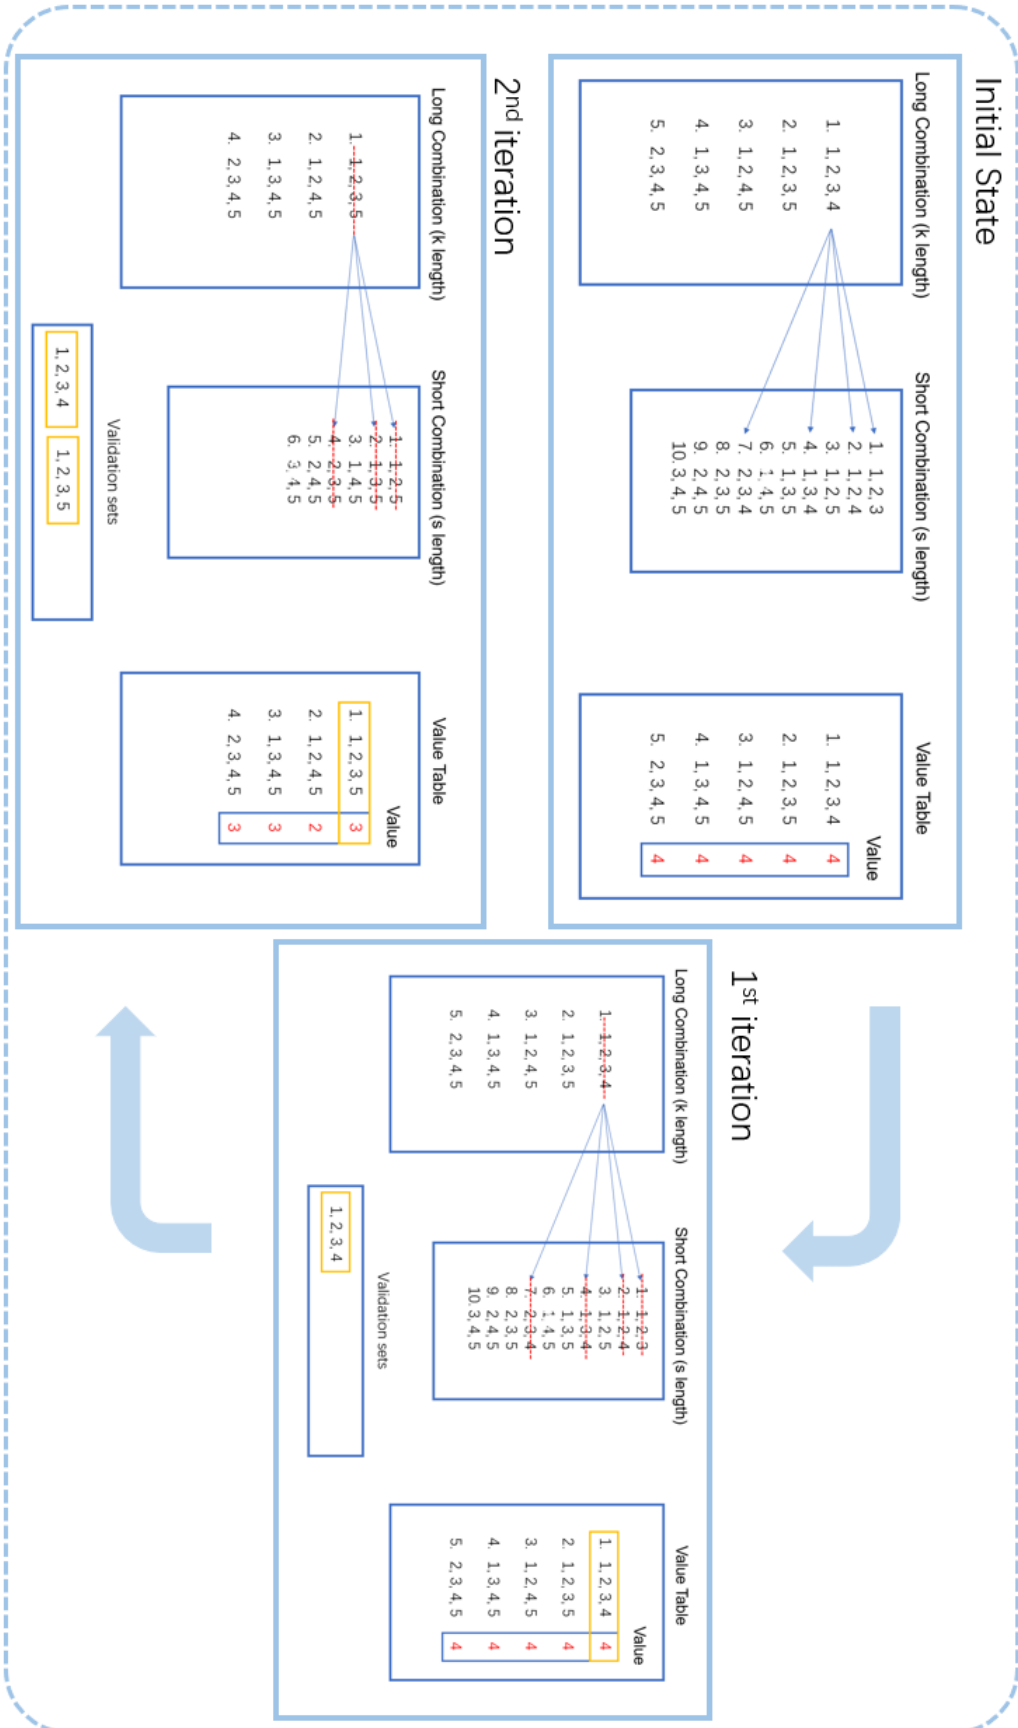 Initial State
Long Combination (k length)
1. 1, 2, 3, 4
2. 1, 2, 3, 5
3. 1, 2, 4, 5
4. 1, 3, 4, 5
5. 2, 3, 4, 5
Short Combination (s length)
1. 1, 2, 3
2. 1, 2, 4
3. 1, 2, 5
4. 1, 3, 4
5. 1, 3, 5
6. 1, 4, 5
7. 2, 3, 4
8. 2, 3, 5
9. 2, 4, 5
10. 3, 4, 5
Value Table
Value
1. 1, 2, 3, 4 4
2. 1, 2, 3, 5 4
3. 1, 2, 4, 5 4
4. 1, 3, 4, 5 4
5. 2, 3, 4, 5 4
1st iteration
Long Combination (k length)
1. 1, 2, 3, 4
2. 1, 2, 3, 5
3. 1, 2, 4, 5
4. 1, 3, 4, 5
5. 2, 3, 4, 5
Short Combination (s length)
1. 1, 2, 3
2. 1, 2, 4
3. 1, 2, 5
4. 1, 3, 4
5. 1, 3, 5
6. 1, 4, 5
7. 2, 3, 4
8. 2, 3, 5
9. 2, 4, 5
10. 3, 4, 5
Value Table
Value
1. 1, 2, 3, 4 4
2. 1, 2, 3, 5 4
3. 1, 2, 4, 5 4
4. 1, 3, 4, 5 4
5. 2, 3, 4, 5 4
Validation sets
1, 2, 3, 4
2nd iteration
Long Combination (k length)
1. 1, 2, 3, 5
2. 1, 2, 4, 5
3. 1, 3, 4, 5
4. 2, 3, 4, 5
Short Combination (s length)
1. 1, 2, 5
2. 1, 3, 5
3. 1, 4, 5
4. 2, 3, 5
5. 2, 4, 5
6. 3, 4, 5
Value Table
Value
1. 1, 2, 3, 5 3
2. 1, 2, 4, 5 2
3. 1, 3, 4, 5 3
4. 2, 3, 4, 5 3
Validation sets
1, 2, 3, 4
1, 2, 3, 5